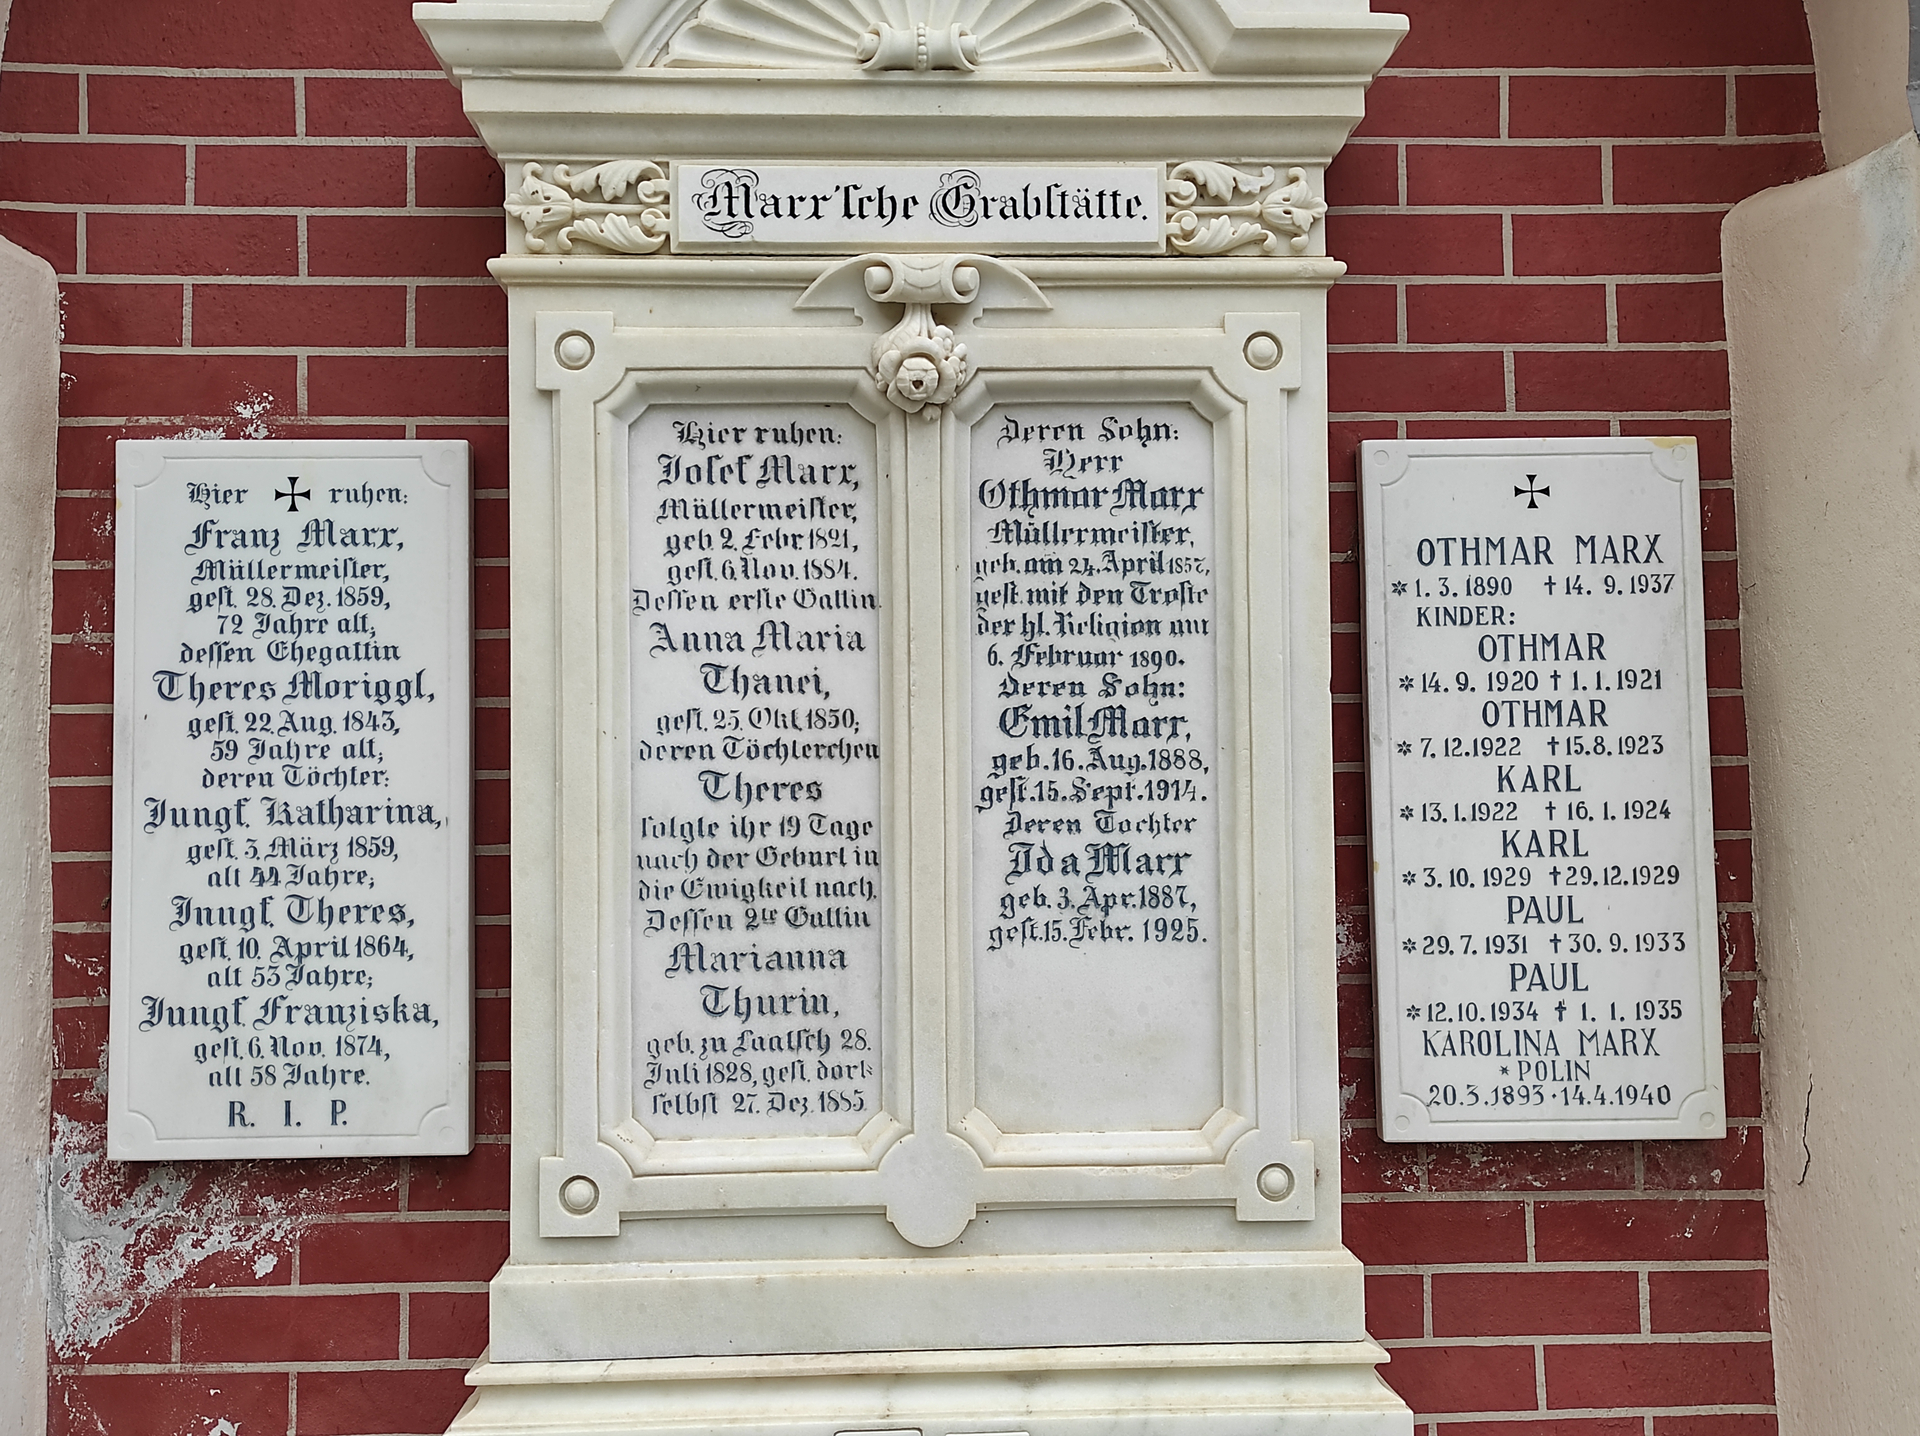 Marx'sche Grabstätte.
Hier ruhen:
Franz Marx,
Müllermeister,
gest. 28. Dez. 1859,
72 Jahre alt;
dessen Ehegattin
Theres Moriggl,
gest. 22. Aug. 1843,
59 Jahre alt;
deren Töchter:
Jungf. Katharina,
gest. 3. März 1859,
alt 44 Jahre;
Jungf. Theres,
gest. 10. April 1864,
alt 53 Jahre;
Jungf. Franziska,
gest. 6. Nov. 1874,
alt 58 Jahre.
R. I. P.
Hier ruhen:
Josef Marx,
Müllermeister,
geb. 2. Febr. 1821,
gest. 6. Nov. 1884.
Dessen erste Gattin
Anna Maria
Thanei,
gest. 25. Okt. 1850;
deren Töchterchen
Theres
folgte ihr 19 Tage
nach der Geburt in
die Ewigkeit nach.
Dessen 2te Gattin
Marianna
Thurin,
geb. zu Laatsch 28.
Juli 1828, gest. dort-
selbst 27. Dez. 1885.
Deren Sohn:
Herr
Othmar Marx
Müllermeister,
geb. am 24. April 1857,
gest. mit den Troste
der hl. Religion am
6. Februar 1890.
Deren Sohn:
Emil Marx,
geb. 16. Aug. 1888,
gest. 15. Sept. 1914.
Deren Tochter
Ida Marx
geb. 3. Apr. 1887,
gest. 15. Febr. 1925.
OTHMAR MARX
* 1. 3. 1890 † 14. 9. 1937
KINDER:
OTHMAR
* 14. 9. 1920 † 1. 1. 1921
OTHMAR
* 7. 12. 1922 † 15. 8. 1923
KARL
* 13. 1. 1922 † 16. 1. 1924
KARL
* 3. 10. 1929 † 29. 12. 1929
PAUL
* 29. 7. 1931 † 30. 9. 1933
PAUL
* 12. 10. 1934 † 1. 1. 1935
KAROLINA MARX
* POLIN
20.3.1893 · 14.4.1940